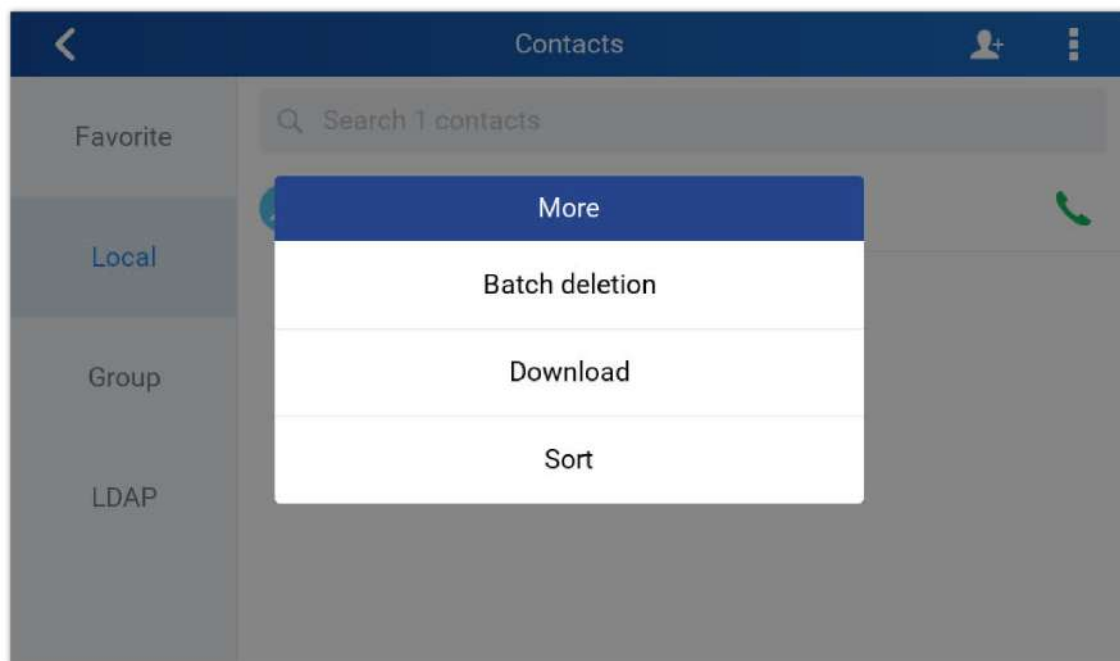 Contacts
Favorite
Search 1 contacts
More
Local
Batch deletion
Download
Group
Sort
LDAP